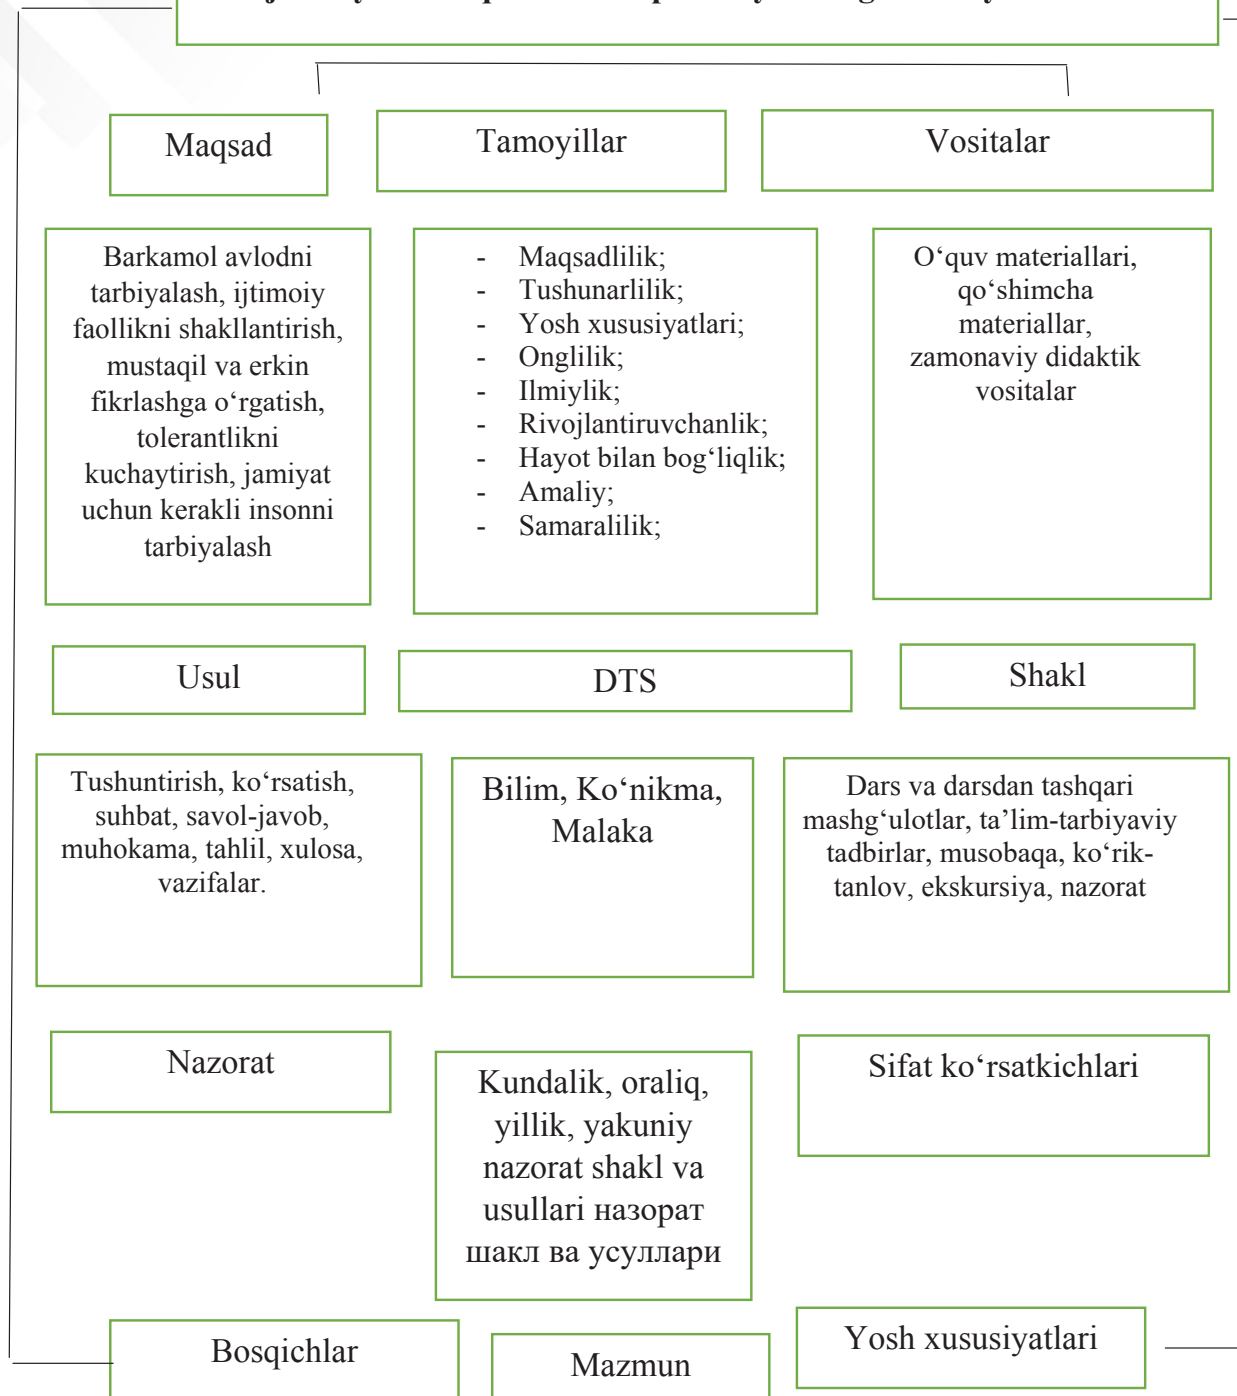 Maqsad
Tamoyillar
Vositalar
Barkamol avlodni
tarbiyalash, ijtimoiy
faollikni shakllantirish,
mustaqil va erkin
fikrlashga o‘rgatish,
tolerantlikni
kuchaytirish, jamiyat
uchun kerakli insonni
tarbiyalash
- Maqsadlilik;
- Tushunarlilik;
- Yosh xususiyatlari;
- Onglilik;
- Ilmiylik;
- Rivojlantiruvchanlik;
- Hayot bilan bog‘liqlik;
- Amaliy;
- Samaralilik;
O‘quv materiallari,
qo‘shimcha
materiallar,
zamonaviy didaktik
vositalar
Usul
DTS
Shakl
Tushuntirish, ko‘rsatish,
suhbat, savol-javob,
muhokama, tahlil, xulosa,
vazifalar.
Bilim, Ko‘nikma,
Malaka
Dars va darsdan tashqari
mashg‘ulotlar, ta’lim-tarbiyaviy
tadbirlar, musobaqa, ko‘rik-
tanlov, ekskursiya, nazorat
Nazorat
Kundalik, oraliq,
yillik, yakuniy
nazorat shakl va
usullari назорат
шакл ва усуллари
Sifat ko‘rsatkichlari
Bosqichlar
Mazmun
Yosh xususiyatlari